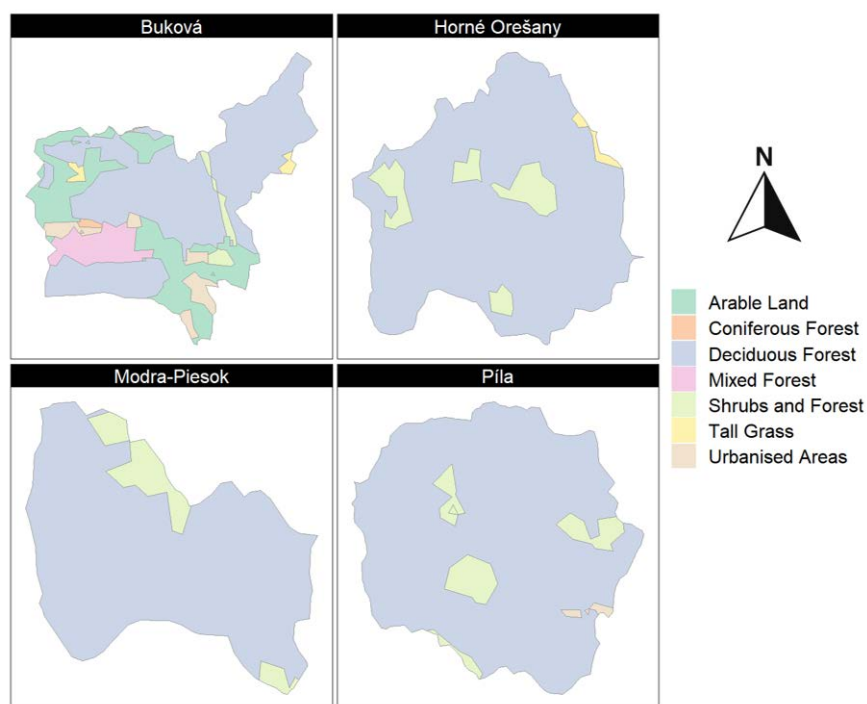 Buková
Horné Orešany
N
Arable Land
Coniferous Forest
Deciduous Forest
Mixed Forest
Shrubs and Forest
Tall Grass
Urbanised Areas
Modra-Piesok
Píla